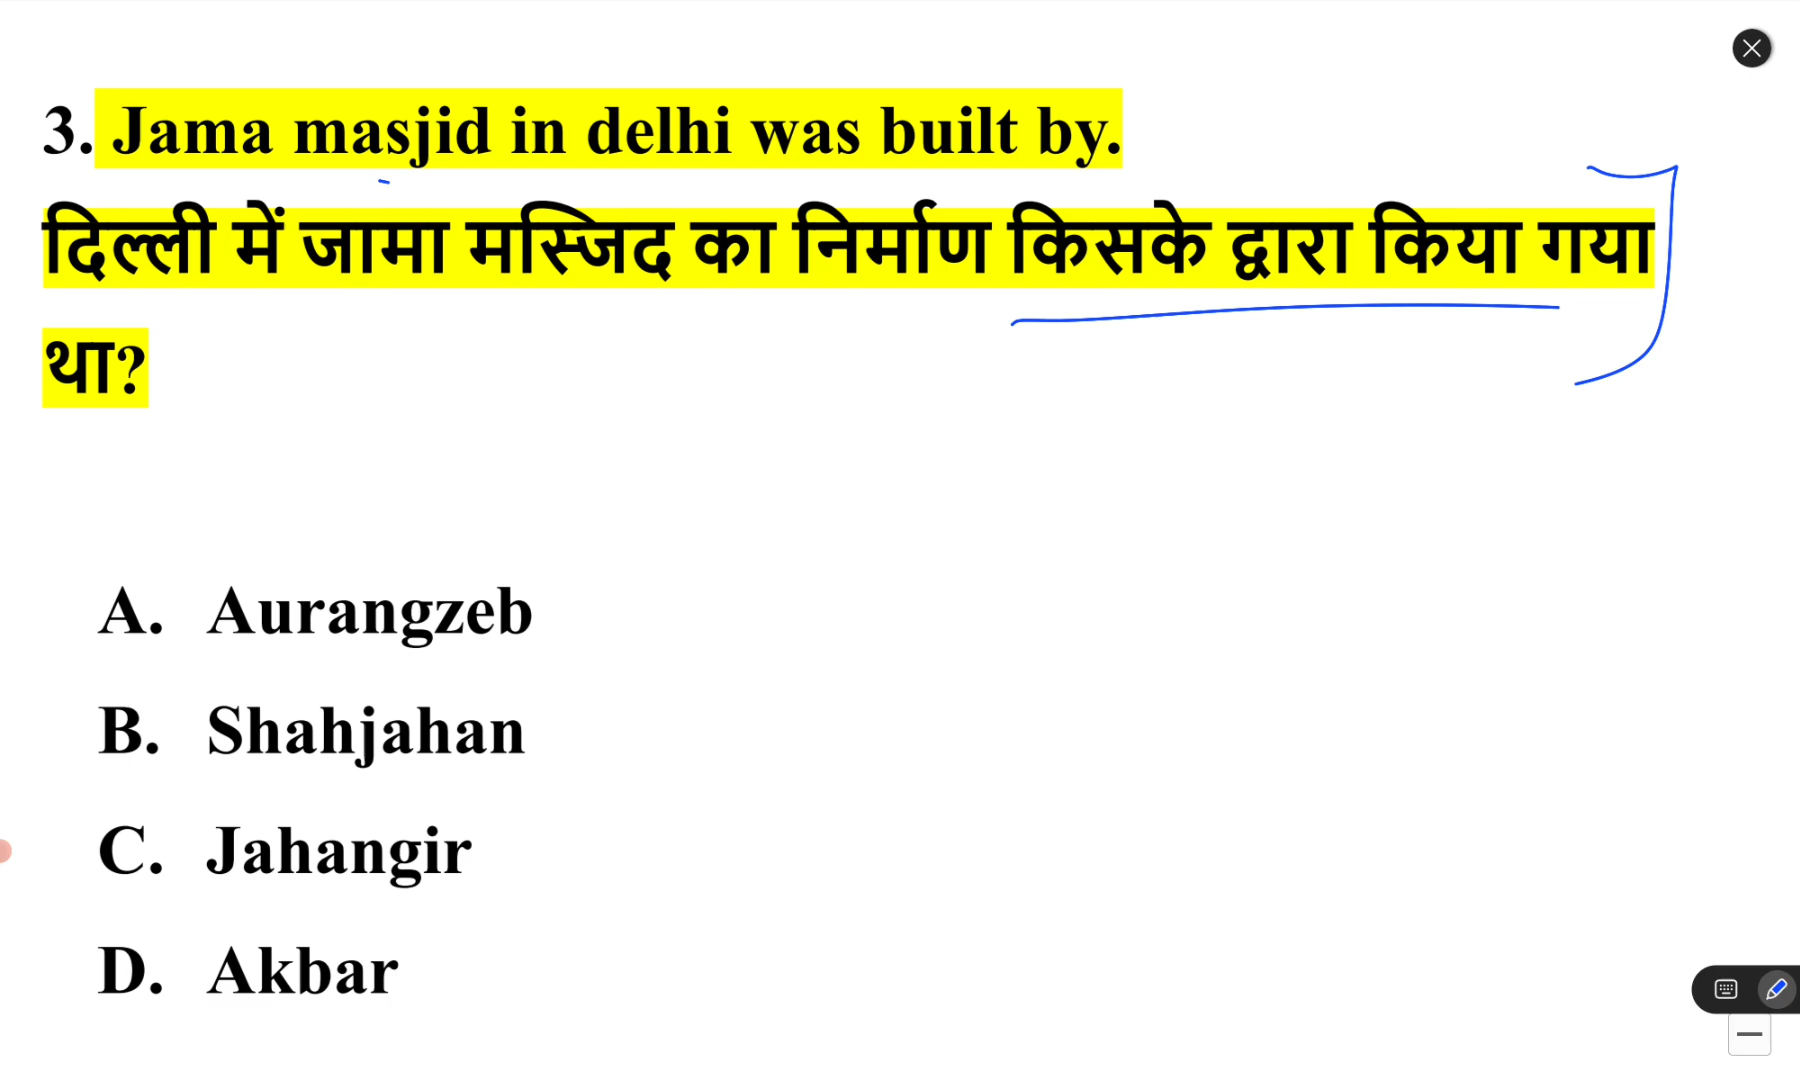 3. Jama masjid in delhi was built by.
दिल्ली में जामा मस्जिद का निर्माण किसके द्वारा किया गया
था?
A. Aurangzeb
B. Shahjahan
C. Jahangir
D. Akbar